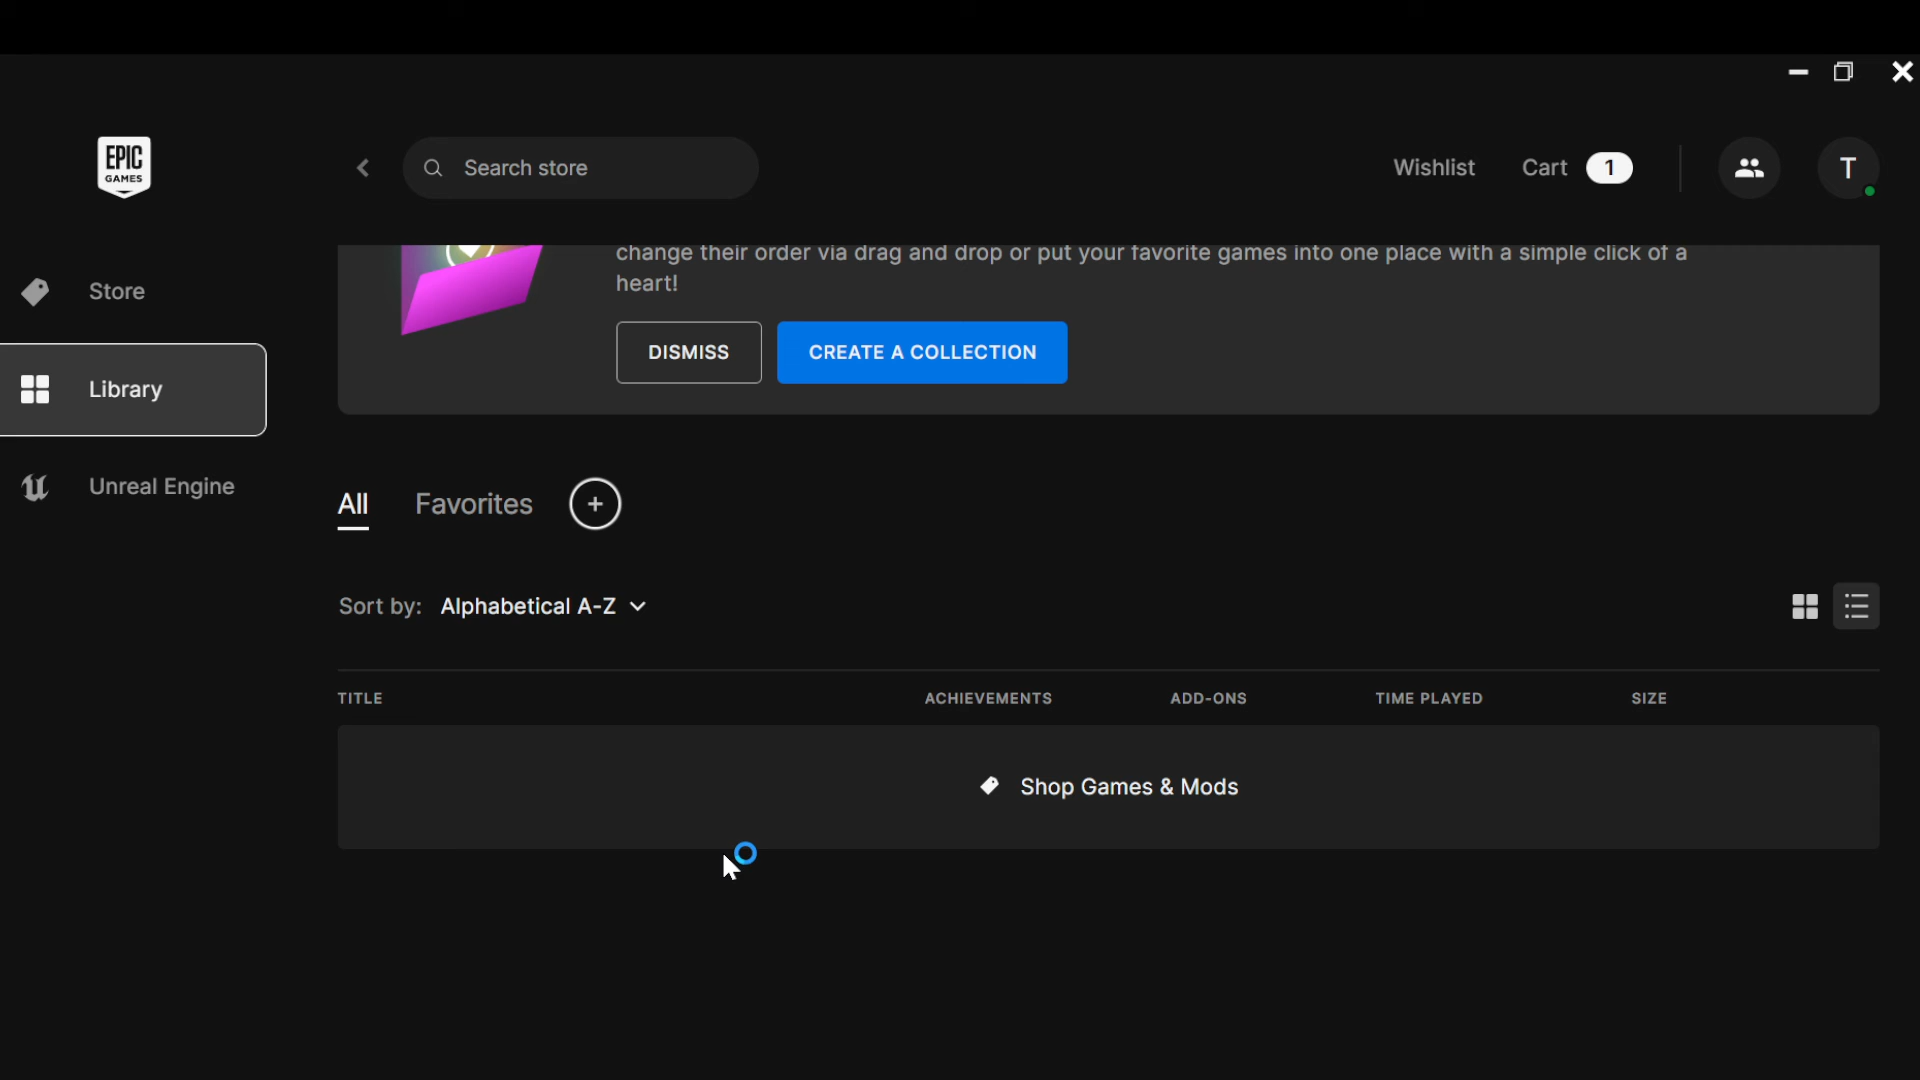 EPIC
GAMES
Search store
Wishlist
Cart 1
T
Store
Library
Unreal Engine
change their order via drag and drop or put your favorite games into one place with a simple click of a
heart!
DISMISS
CREATE A COLLECTION
All
Favorites
+
Sort by: Alphabetical A-Z
TITLE
ACHIEVEMENTS
ADD-ONS
TIME PLAYED
SIZE
Shop Games & Mods